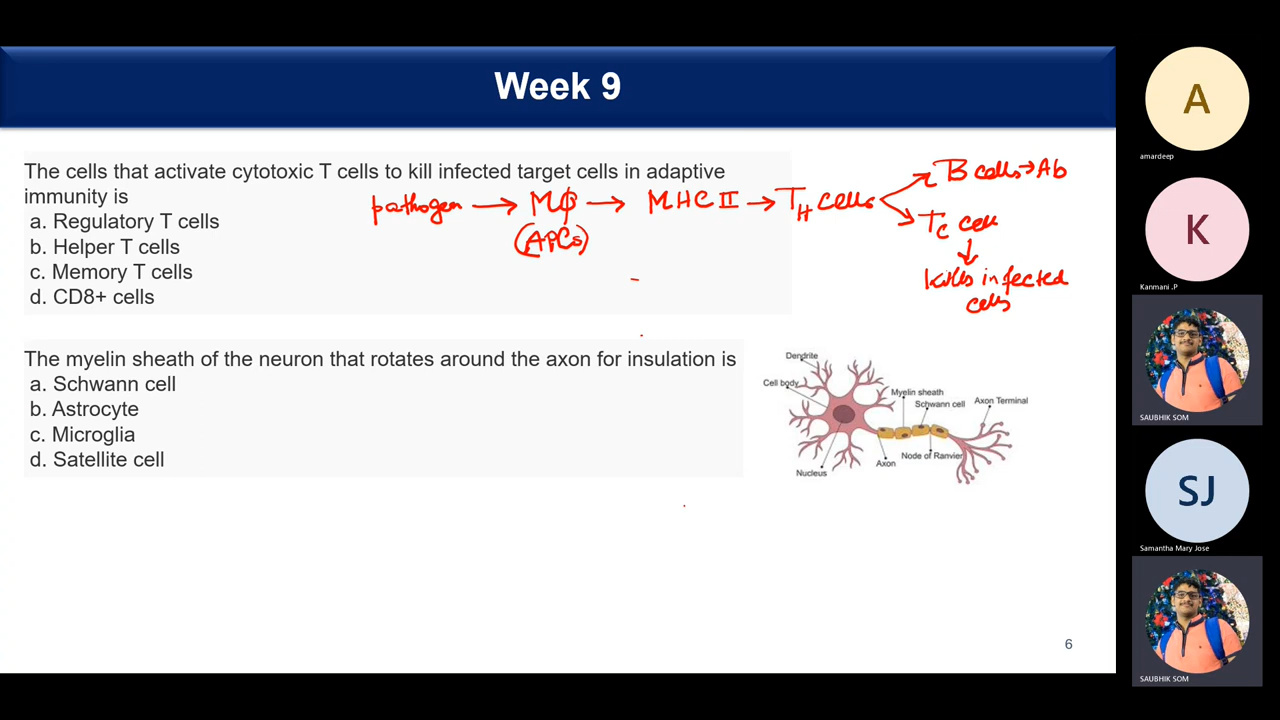 Week 9
The cells that activate cytotoxic T cells to kill infected target cells in adaptive
immunity is
a. Regulatory T cells
b. Helper T cells
c. Memory T cells
d. CD8+ cells
pathogen → MΦ → MHC II → TH cells
(APCs)
B cells → Ab
TC cell
↓
kills infected
cells
The myelin sheath of the neuron that rotates around the axon for insulation is
a. Schwann cell
b. Astrocyte
c. Microglia
d. Satellite cell
Dendrite
Cell body
Myelin sheath
Schwann cell
Axon Terminal
Node of Ranvier
Axon
Nucleus
6
A
amardeep
K
Kanmani .P
SAUBHIK SOM
SJ
Samantha Mary Jose
SAUBHIK SOM